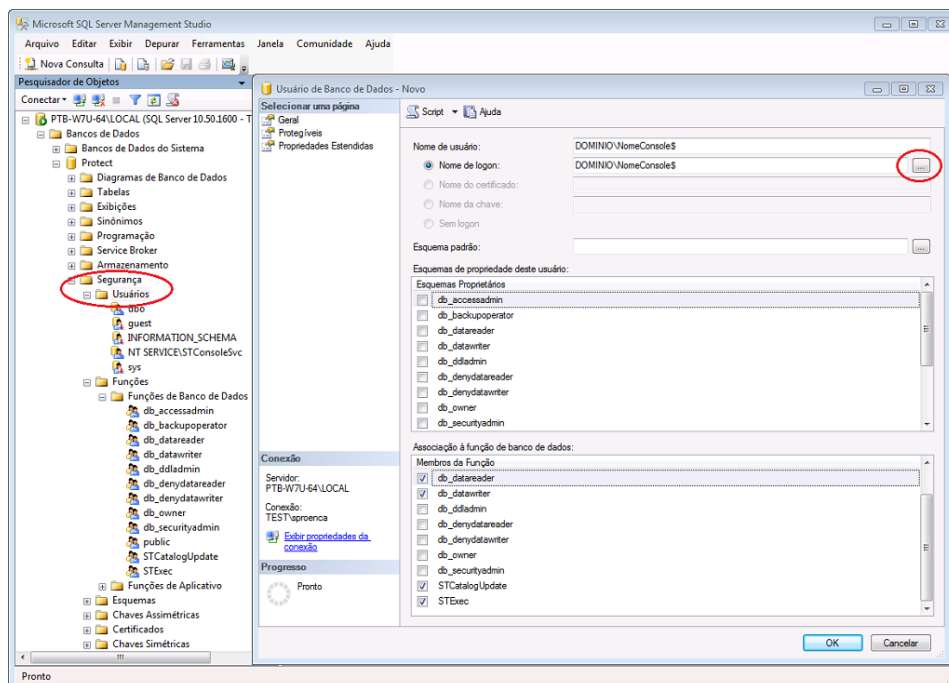 Microsoft SQL Server Management Studio
Arquivo Editar Exibir Depurar Ferramentas Janela Comunidade Ajuda
Nova Consulta
Pesquisador de Objetos
Conectar
PTB-W7U-64\LOCAL (SQL Server 10.50.1600 - T
Bancos de Dados
Bancos de Dados do Sistema
Protect
Diagramas de Banco de Dados
Tabelas
Exibições
Sinônimos
Programação
Service Broker
Armazenamento
Segurança
Usuários
dbo
guest
INFORMATION_SCHEMA
NT SERVICE\STConsoleSvc
sys
Funções
Funções de Banco de Dados
db_accessadmin
db_backupoperator
db_datareader
db_datawriter
db_ddladmin
db_denydatareader
db_denydatawriter
db_owner
db_securityadmin
public
STCatalogUpdate
STExec
Funções de Aplicativo
Esquemas
Chaves Assimétricas
Certificados
Chaves Simétricas
Pronto
Usuário de Banco de Dados - Novo
Selecionar uma página
Geral
Protegíveis
Propriedades Estendidas
Conexão
Servidor:
PTB-W7U-64\LOCAL
Conexão:
TEST\sproenca
Exibir propriedades da
conexão
Progresso
Pronto
Script Ajuda
Nome de usuário: DOMINIO\NomeConsole$
Nome de logon: DOMINIO\NomeConsole$ ...
Nome do certificado:
Nome da chave:
Sem logon
Esquema padrão: ...
Esquemas de propriedade deste usuário:
Esquemas Proprietários
db_accessadmin
db_backupoperator
db_datareader
db_datawriter
db_ddladmin
db_denydatareader
db_denydatawriter
db_owner
db_securityadmin
Associação à função de banco de dados:
Membros da Função
db_datareader
db_datawriter
db_ddladmin
db_denydatareader
db_denydatawriter
db_owner
db_securityadmin
STCatalogUpdate
STExec
OK Cancelar